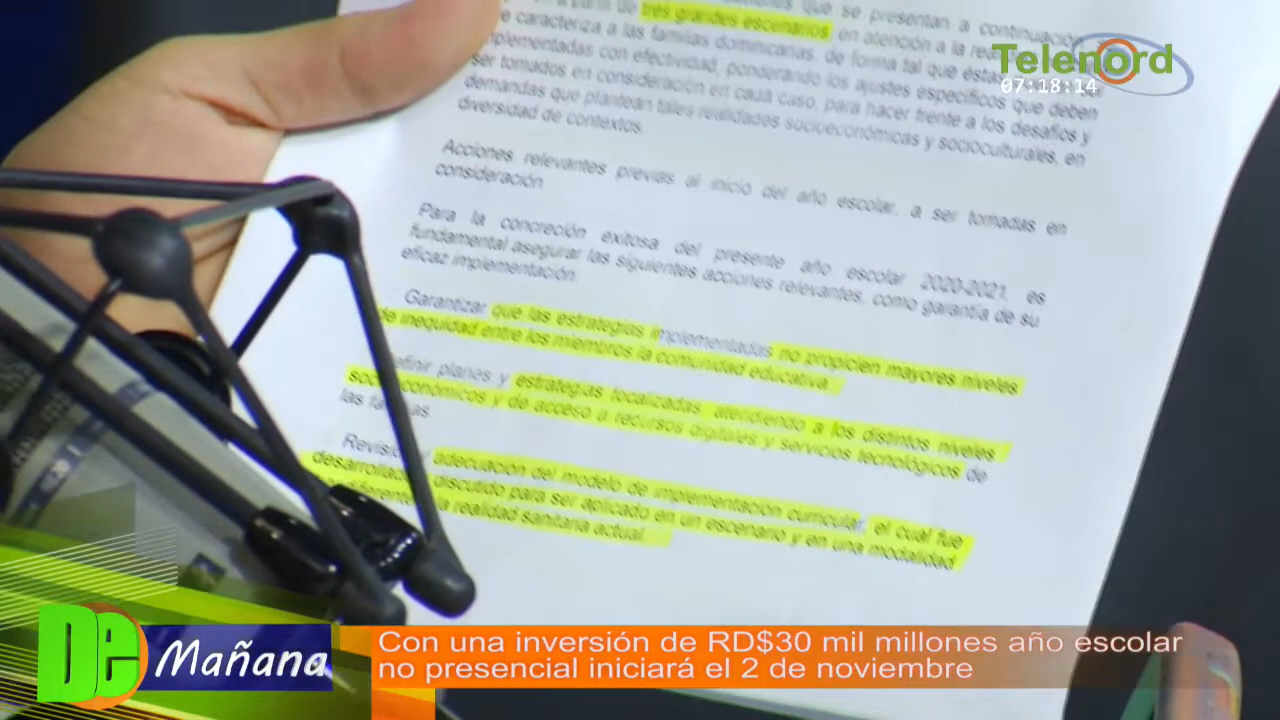 que se presentan a continuación
a partir de tres grandes escenarios, en atención a la
caracteriza a las familias dominicanas, de forma tal que estas
implementadas con efectividad, ponderando los ajustes específicos que deben
ser tomados en consideración en cada caso, para hacer frente a los desafíos y
demandas que plantean tales realidades socioeconómicas y socioculturales, en
diversidad de contextos.
Acciones relevantes previas al inicio del año escolar, a ser tomadas en
consideración
Para la concreción exitosa del presente año escolar 2020-2021, es
fundamental asegurar las siguientes acciones relevantes, como garantía de su
eficaz implementación:
Garantizar que las estrategias implementadas no propicien mayores niveles
de inequidad entre los miembros la comunidad educativa.
efinir planes y estrategias focalizadas, atendiendo a los distintos niveles
socioeconómicos y de acceso a recursos digitales y servicios tecnológicos de
las
adecuación del modelo de implementación curricular, el cual fue
discutido para ser aplicado en un escenario y en una modalidad
la realidad sanitaria actual.
Telenord
07:18:14
De
Mañana
Con una inversión de RD$30 mil millones año escolar
no presencial iniciará el 2 de noviembre